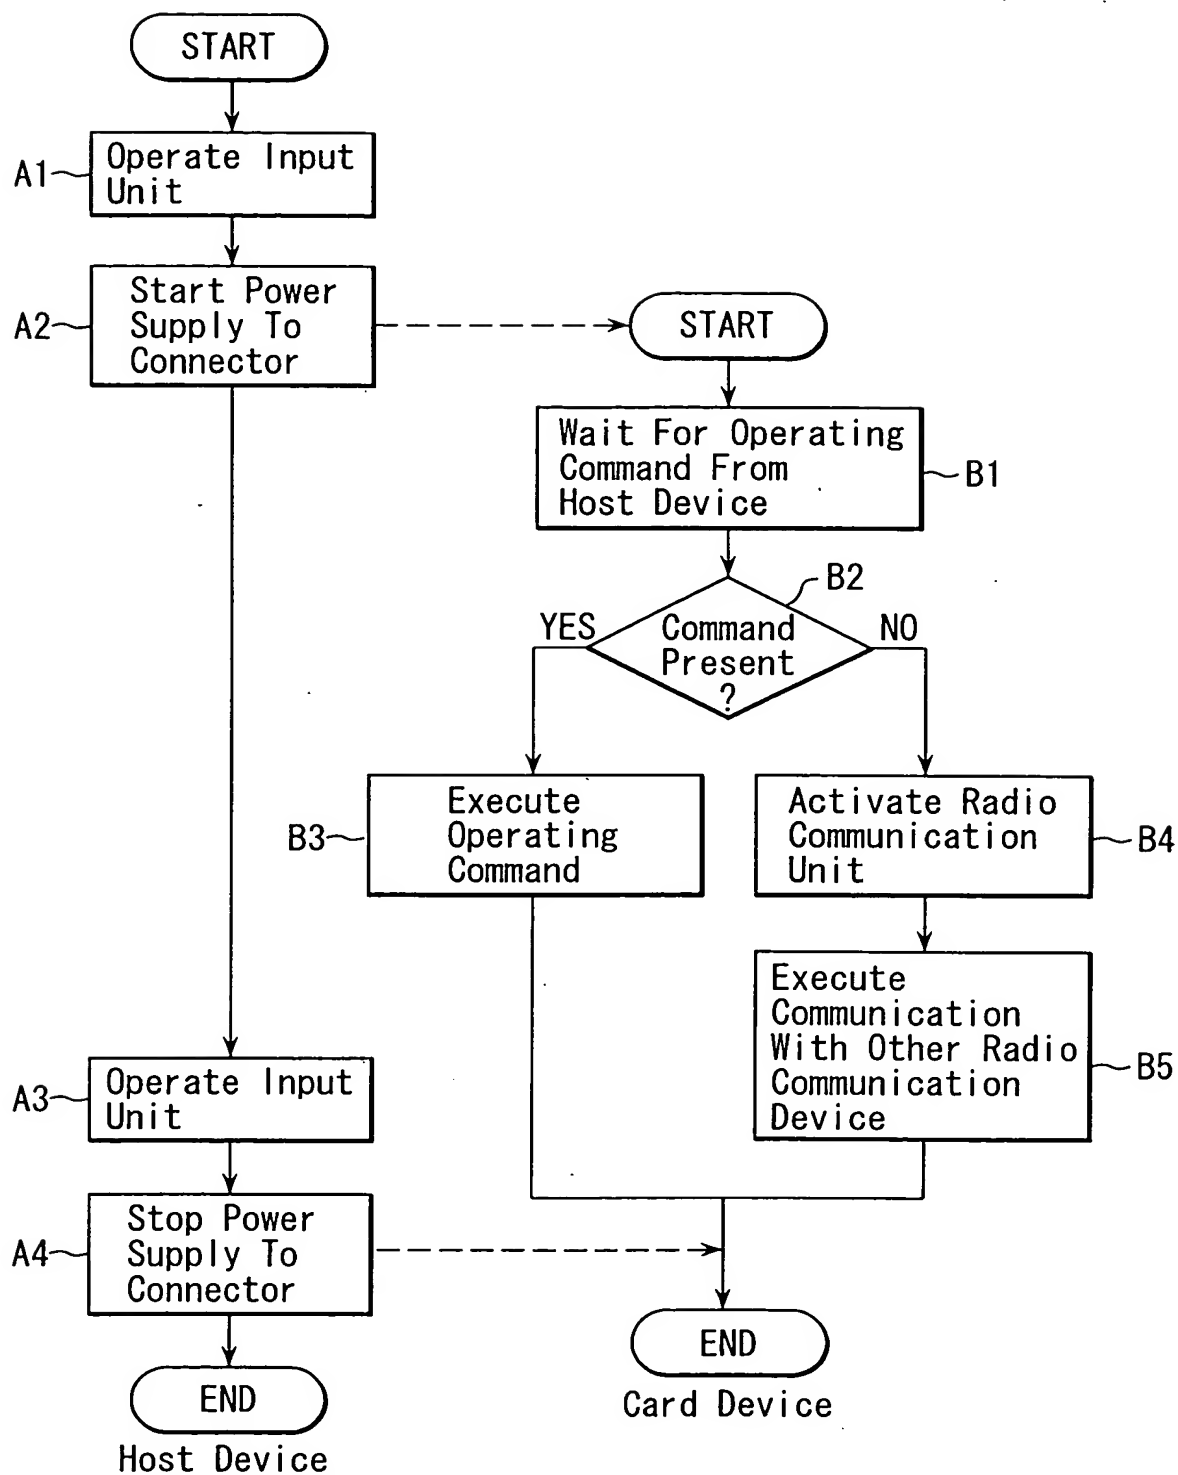 START
A1
Operate Input
Unit
A2
Start Power
Supply To
Connector
START
Wait For Operating
Command From
Host Device
B1
B2
YES
Command
Present
?
NO
B3
Execute
Operating
Command
Activate Radio
Communication
Unit
B4
Execute
Communication
With Other Radio
Communication
Device
B5
A3
Operate Input
Unit
A4
Stop Power
Supply To
Connector
END
Card Device
END
Host Device